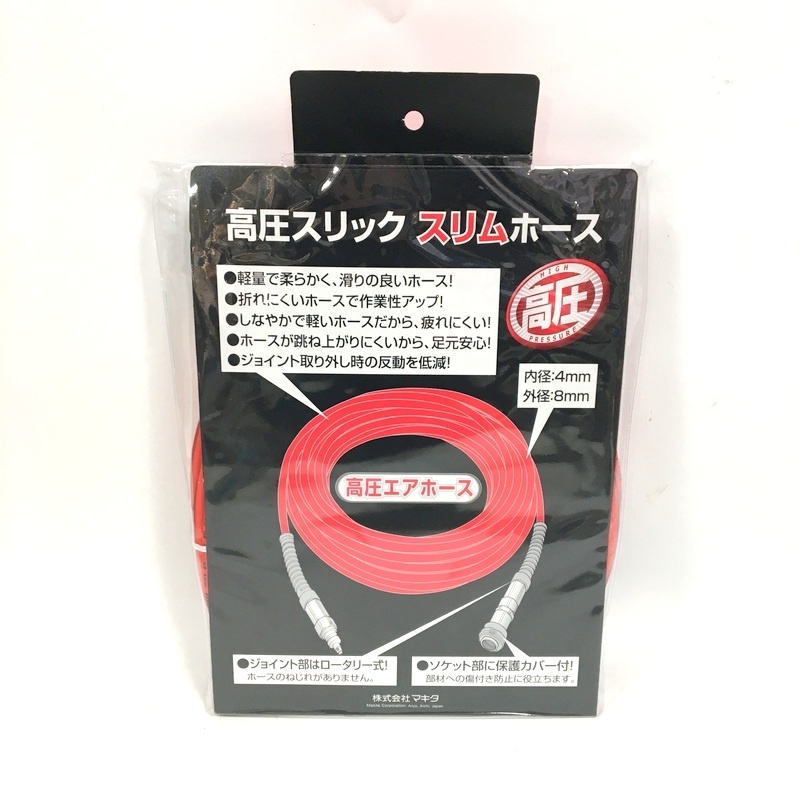 高圧スリック スリムホース
●軽量で柔らかく、滑りの良いホース!
●折れにくいホースで作業性アップ!
●しなやかで軽いホースだから、疲れにくい!
●ホースが跳ね上がりにくいから、足元安心!
●ジョイント取り外し時の反動を低減!
HIGH
高圧
PRESSURE
内径:4mm
外径:8mm
高圧エアホース
●ジョイント部はロータリー式!
ホースのねじれがありません。
●ソケット部に保護カバー付!
部材への傷付き防止に役立ちます。
株式会社マキタ
Makita Corporation Anjo, Aichi, Japan